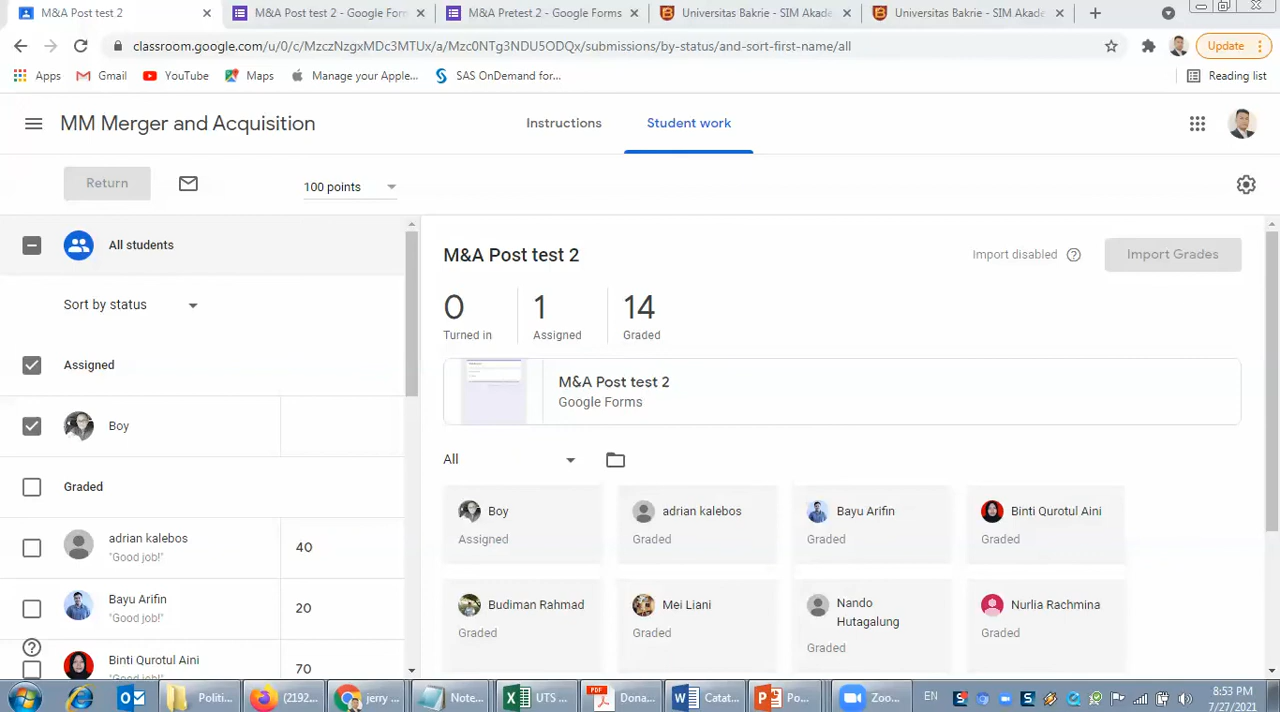 M&A Post test 2
M&A Post test 2 - Google Form
M&A Pretest 2 - Google Forms
Universitas Bakrie - SIM Akade
Universitas Bakrie - SIM Akade
classroom.google.com/u/0/c/MzczNzgxMDc3MTUx/a/Mzc0NTg3NDU5ODQx/submissions/by-status/and-sort-first-name/all
Update
Apps
Gmail
YouTube
Maps
Manage your Apple...
SAS OnDemand for...
Reading list
MM Merger and Acquisition
Instructions
Student work
Return
100 points
All students
Sort by status
Assigned
Boy
Graded
adrian kalebos
"Good job!"
40
Bayu Arifin
"Good job!"
20
Binti Qurotul Aini
70
M&A Post test 2
Import disabled
Import Grades
0
Turned in
1
Assigned
14
Graded
M&A Post test 2
Google Forms
All
Boy
Assigned
adrian kalebos
Graded
Bayu Arifin
Graded
Binti Qurotul Aini
Graded
Budiman Rahmad
Graded
Mei Liani
Graded
Nando
Hutagalung
Graded
Nurlia Rachmina
Graded
Politi...
(2192...
jerry ...
Note...
UTS ...
PDF
Dona...
Catat...
Po...
Zoo...
EN
8:53 PM
7/27/2021